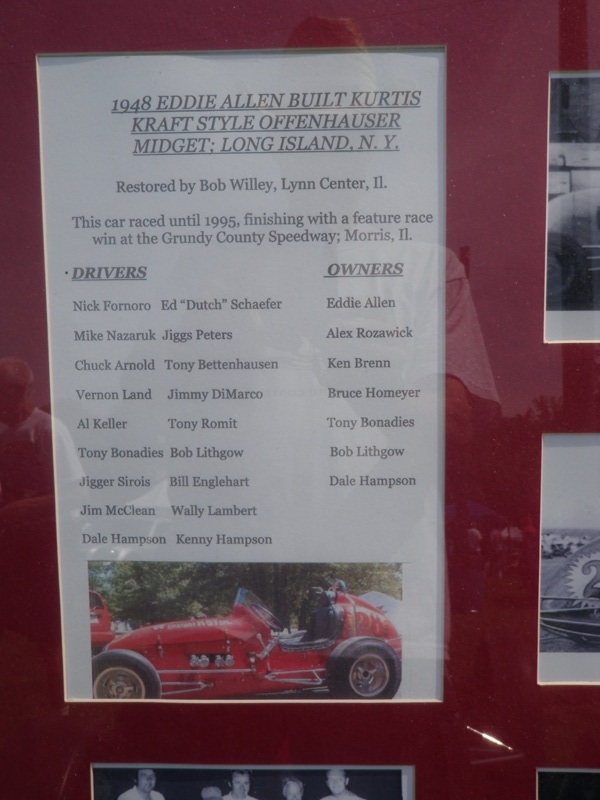 1948 EDDIE ALLEN BUILT KURTIS
KRAFT STYLE OFFENHAUSER
MIDGET; LONG ISLAND, N. Y.
Restored by Bob Willey, Lynn Center, Il.
This car raced until 1995, finishing with a feature race
win at the Grundy County Speedway; Morris, Il.
DRIVERS OWNERS
Nick Fornoro Ed “Dutch” Schaefer Eddie Allen
Mike Nazaruk Jiggs Peters Alex Rozawick
Chuck Arnold Tony Bettenhausen Ken Brenn
Vernon Land Jimmy DiMarco Bruce Homeyer
Al Keller Tony Romit Tony Bonadies
Tony Bonadies Bob Lithgow Bob Lithgow
Jigger Sirois Bill Englehart Dale Hampson
Jim McClean Wally Lambert
Dale Hampson Kenny Hampson
2